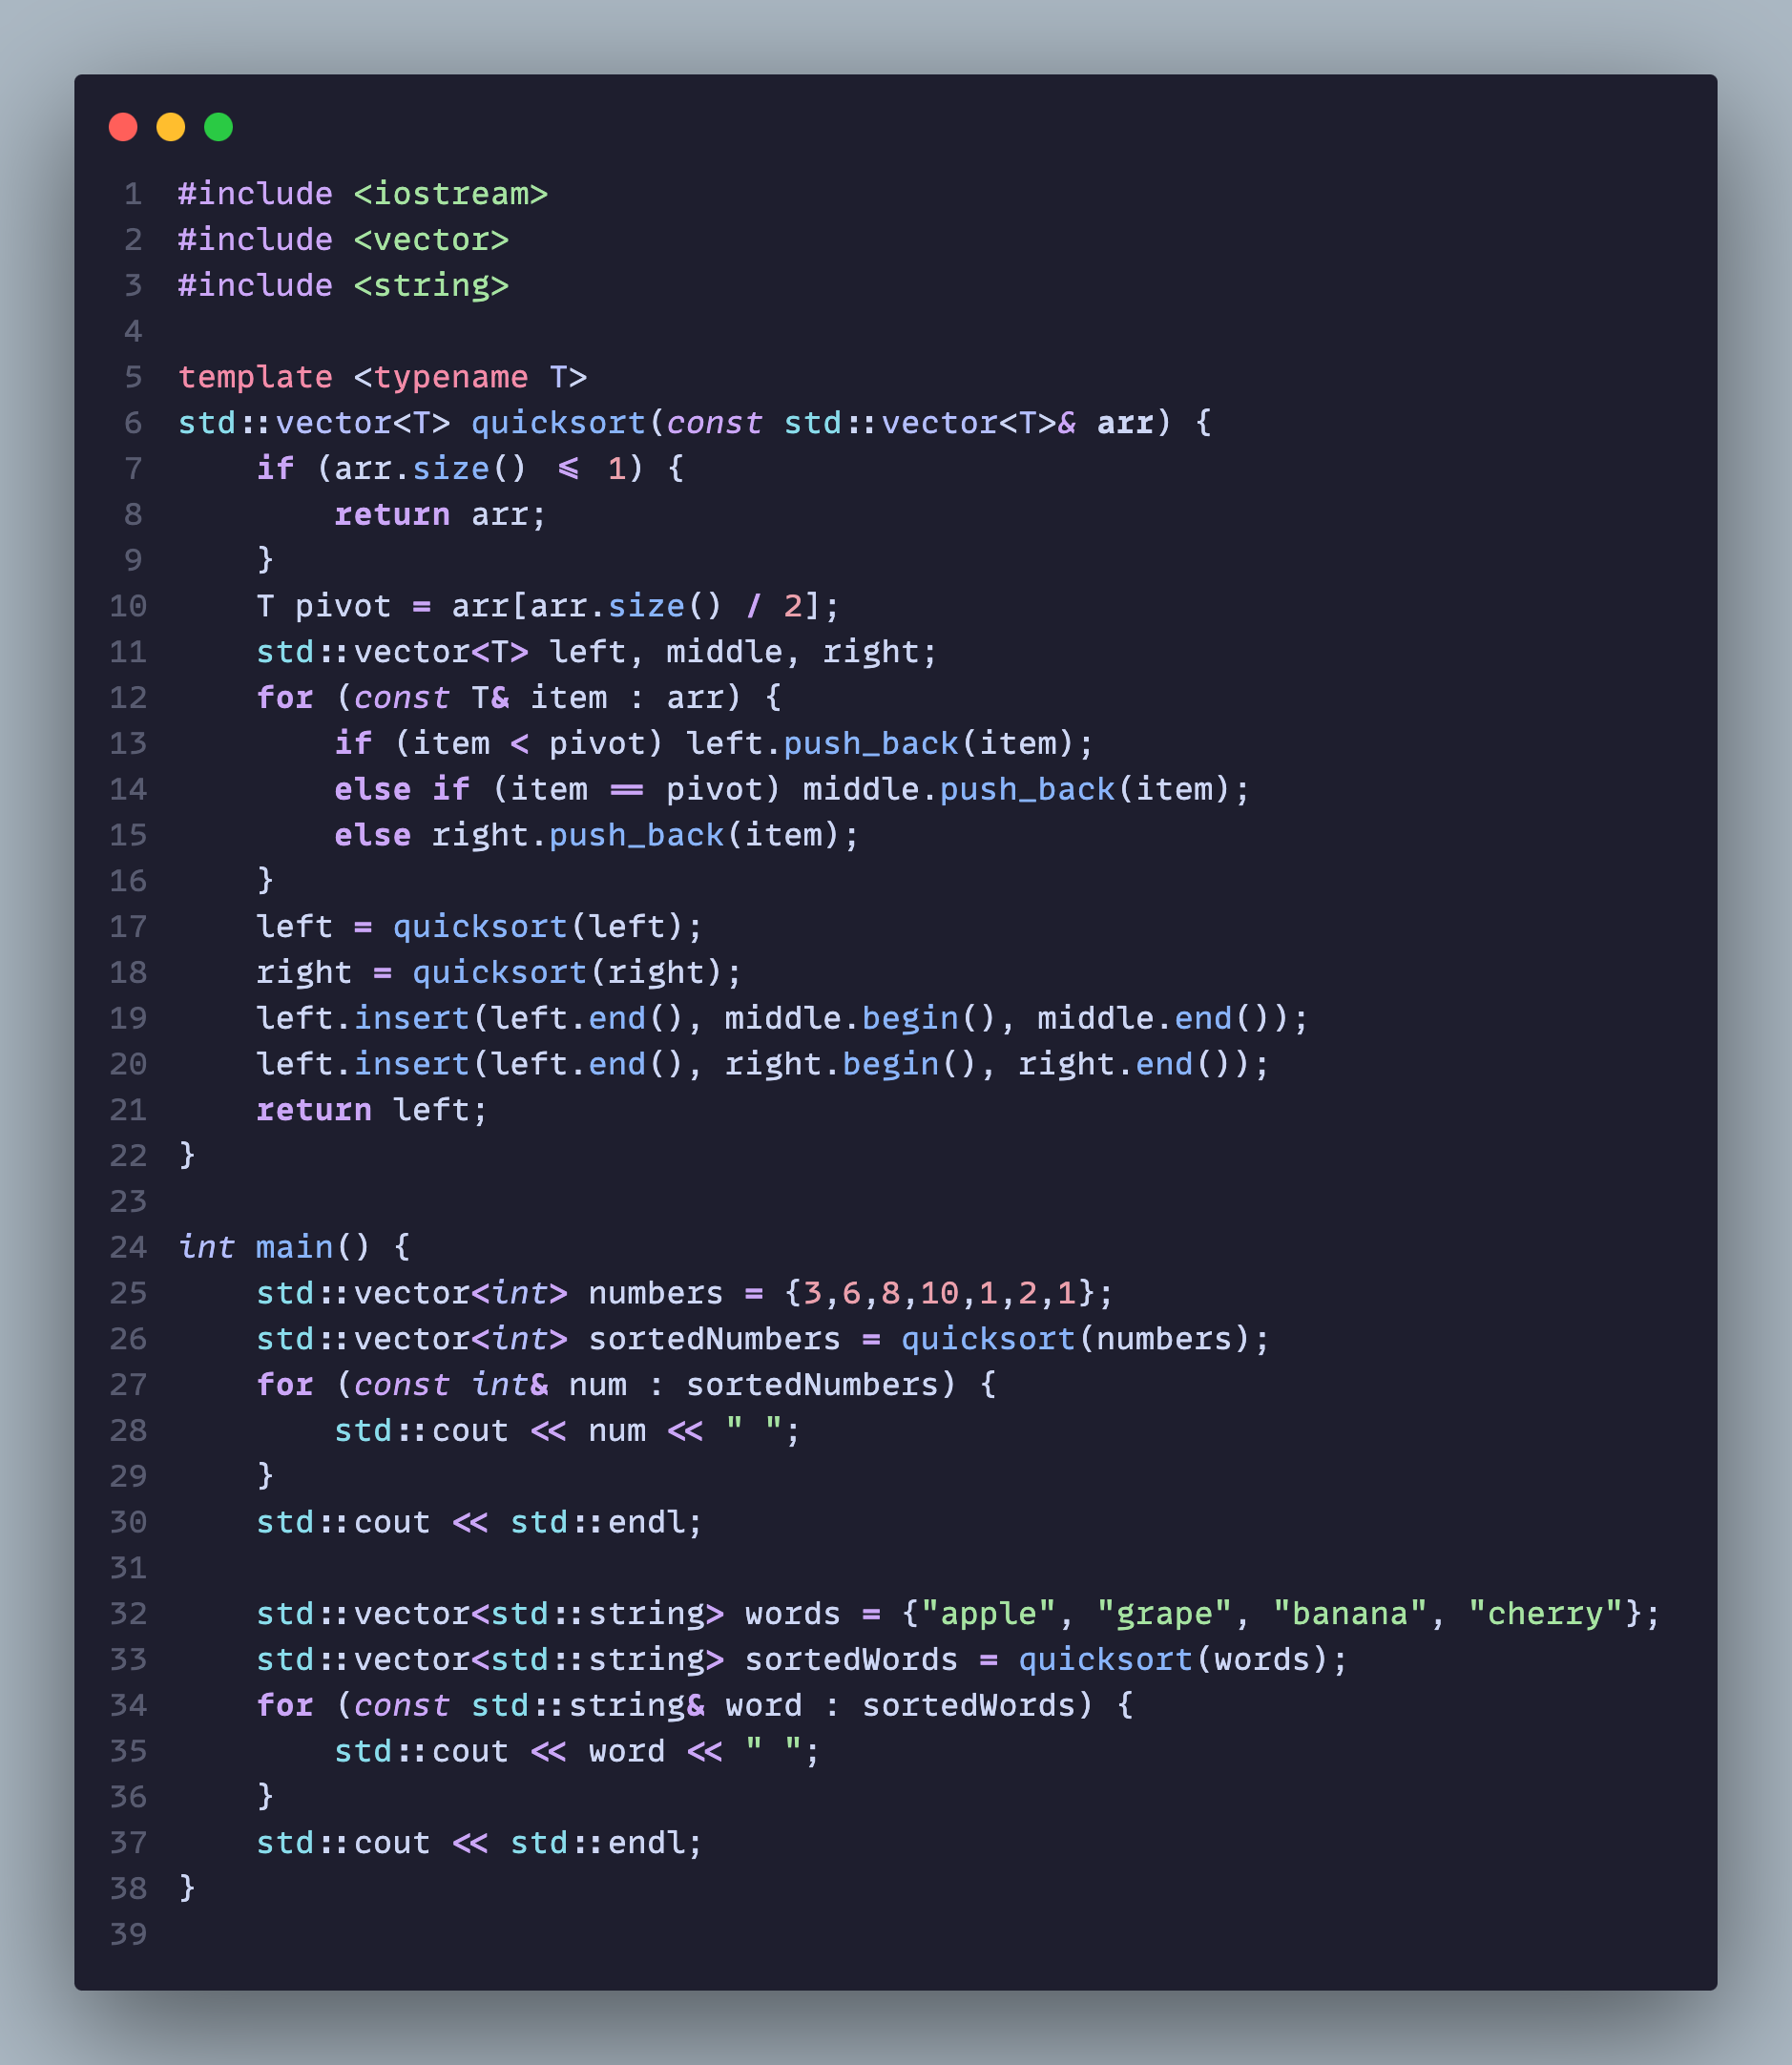 1 #include <iostream>
2 #include <vector>
3 #include <string>
4
5 template <typename T>
6 std::vector<T> quicksort(const std::vector<T>& arr) {
7     if (arr.size() <= 1) {
8         return arr;
9     }
10     T pivot = arr[arr.size() / 2];
11     std::vector<T> left, middle, right;
12     for (const T& item : arr) {
13         if (item < pivot) left.push_back(item);
14         else if (item == pivot) middle.push_back(item);
15         else right.push_back(item);
16     }
17     left = quicksort(left);
18     right = quicksort(right);
19     left.insert(left.end(), middle.begin(), middle.end());
20     left.insert(left.end(), right.begin(), right.end());
21     return left;
22 }
23
24 int main() {
25     std::vector<int> numbers = {3,6,8,10,1,2,1};
26     std::vector<int> sortedNumbers = quicksort(numbers);
27     for (const int& num : sortedNumbers) {
28         std::cout << num << " ";
29     }
30     std::cout << std::endl;
31
32     std::vector<std::string> words = {"apple", "grape", "banana", "cherry"};
33     std::vector<std::string> sortedWords = quicksort(words);
34     for (const std::string& word : sortedWords) {
35         std::cout << word << " ";
36     }
37     std::cout << std::endl;
38 }
39